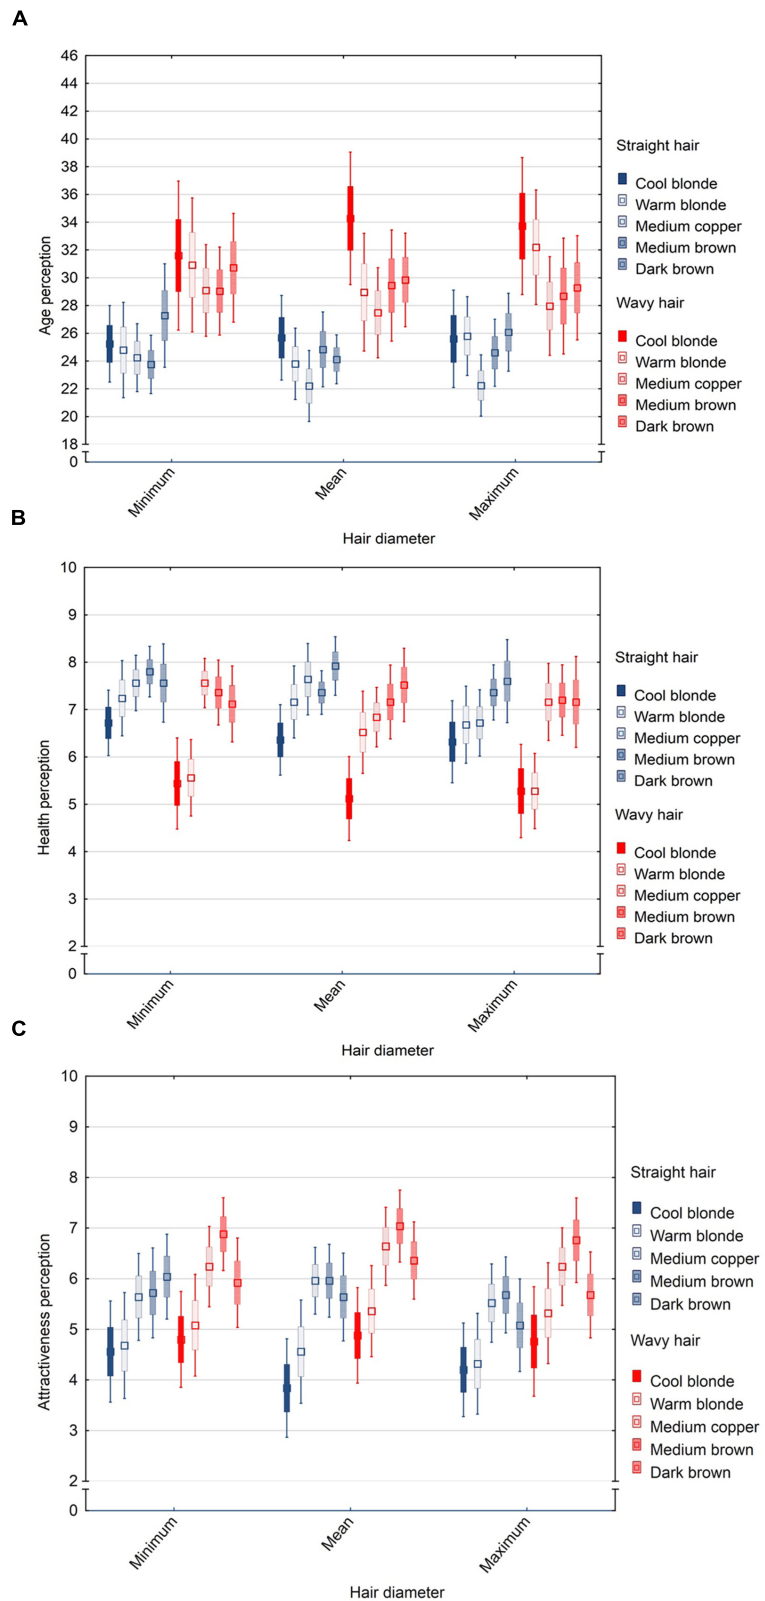 A
46
44
42
40
38
36
34
32
30
28
26
24
22
20
18
0
Age perception
Minimum
Mean
Maximum
Hair diameter
Straight hair
Cool blonde
Warm blonde
Medium copper
Medium brown
Dark brown
Wavy hair
Cool blonde
Warm blonde
Medium copper
Medium brown
Dark brown
B
10
9
8
7
6
5
4
3
2
0
Health perception
Minimum
Mean
Maximum
Hair diameter
Straight hair
Cool blonde
Warm blonde
Medium copper
Medium brown
Dark brown
Wavy hair
Cool blonde
Warm blonde
Medium copper
Medium brown
Dark brown
C
10
9
8
7
6
5
4
3
2
0
Attractiveness perception
Minimum
Mean
Maximum
Hair diameter
Straight hair
Cool blonde
Warm blonde
Medium copper
Medium brown
Dark brown
Wavy hair
Cool blonde
Warm blonde
Medium copper
Medium brown
Dark brown